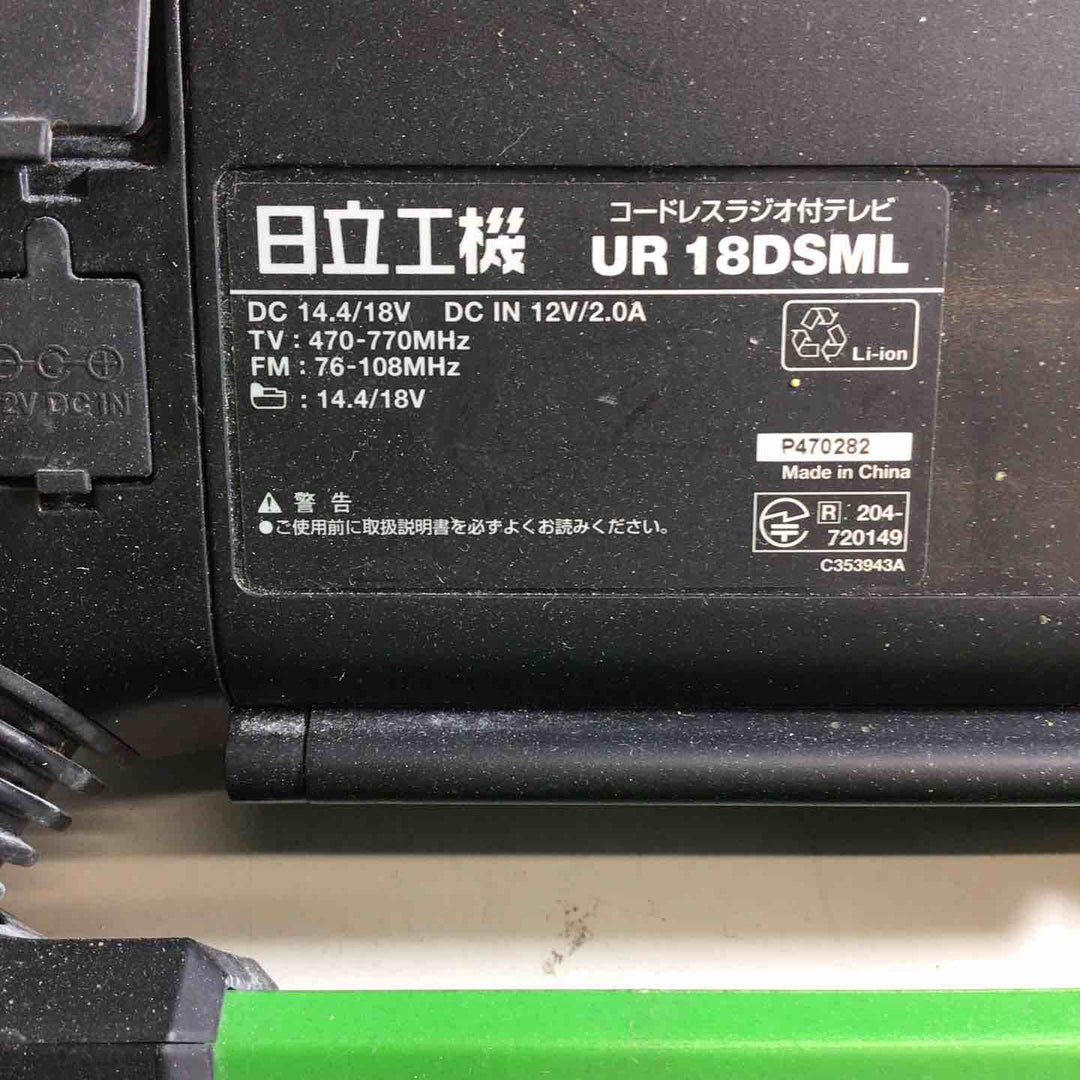 日立工機
コードレスラジオ付テレビ
UR 18DSML
DC 14.4/18V DC IN 12V/2.0A
TV : 470-770MHz
FM : 76-108MHz
: 14.4/18V
Li-ion
P470282
Made in China
警告
●ご使用前に取扱説明書を必ずよくお読みください。
R 204-
720149
C353943A
2V DC IN